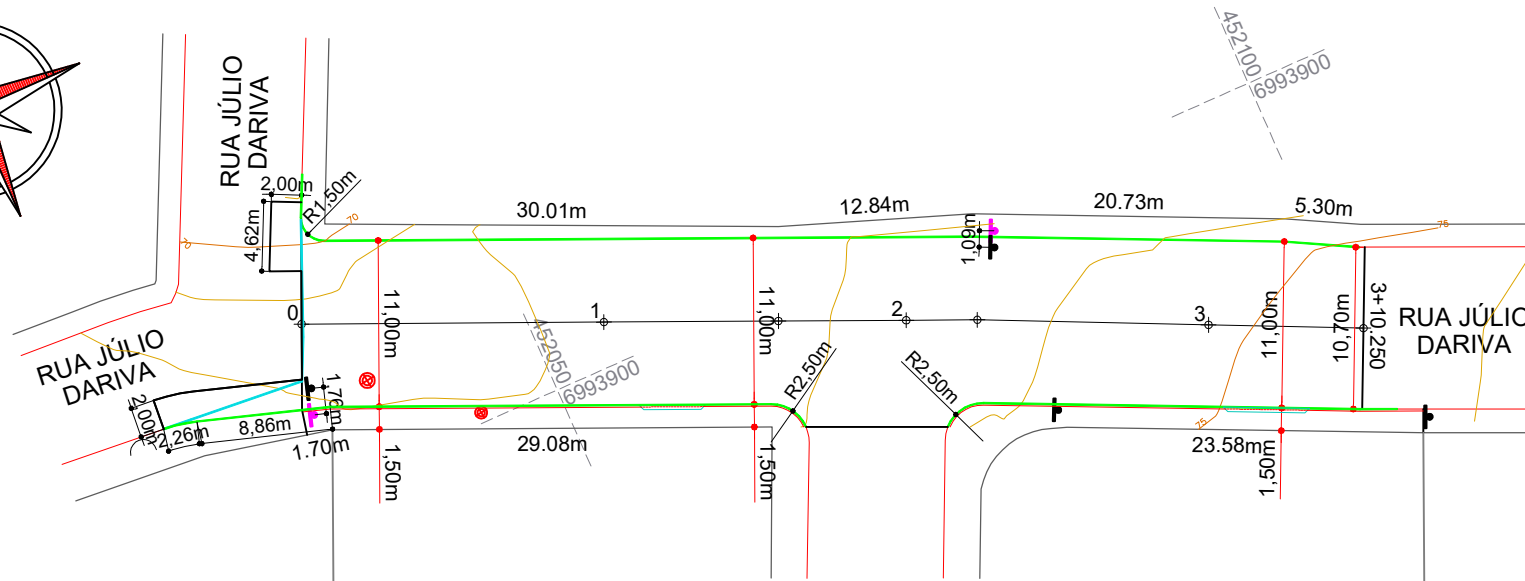 452100
6993900
RUA JÚLIO
DARIVA
2,00m
R1,50m
4,62m
70
30.01m
12.84m
20.73m
5.30m
75
1,09m
0
1
2
3
11,00m
11,00m
11,00m
10,70m
3+10.250
RUA JÚLIO
DARIVA
RUA JÚLIO
DARIVA
452050
6993900
R2,50m
R2,50m
1,76m
2,00m
2,26m
8,86m
1.70m
29.08m
23.58m
75
1,50m
1,50m
1,50m